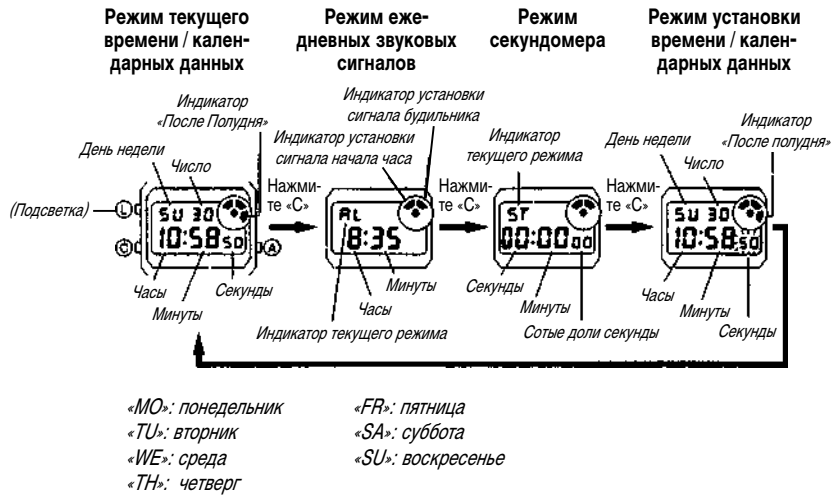 Режим текущего
времени / кален-
дарных данных
Режим еже-
дневных звуковых
сигналов
Режим
секундомера
Режим установки
времени / кален-
дарных данных
Индикатор
«После Полудня»
День недели
Число
(Подсветка)
L
C
A
SU 30
10:58 50
Часы
Минуты
Секунды
Нажми-
те «C»
Индикатор установки
сигнала будильника
Индикатор установки
сигнала начала часа
AL
8:35
Минуты
Часы
Индикатор текущего режима
Нажми-
те «C»
Индикатор
текущего режима
ST
00:00 00
Секунды
Минуты
Сотые доли секунды
Нажми-
те «C»
Индикатор
«После полудня»
День недели
Число
SU 30
10:58 50
Часы
Минуты
Секунды
«MO»: понедельник
«TU»: вторник
«WE»: среда
«TH»: четверг
«FR»: пятница
«SA»: суббота
«SU»: воскресенье